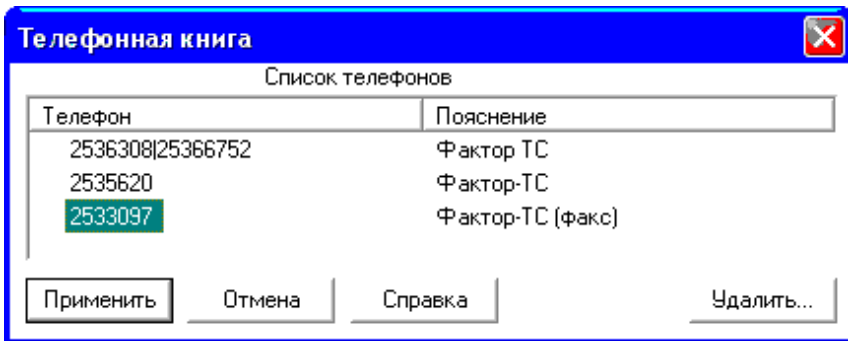 Телефонная книга
Список телефонов
Телефон Пояснение
2536308|25366752 Фактор ТС
2535620 Фактор-ТС
2533097 Фактор-ТС (факс)
Применить Отмена Справка Удалить...